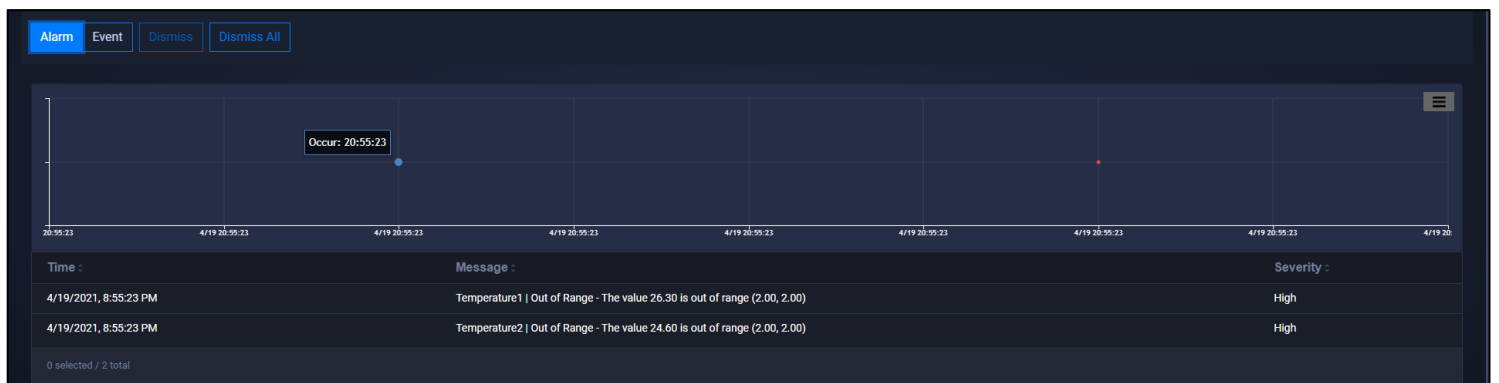 Alarm Event Dismiss Dismiss All
Occur: 20:55:23
20:55:23 4/19 20:55:23 4/19 20:55:23 4/19 20:55:23 4/19 20:55:23 4/19 20:55:23 4/19 20:55:23 4/19 20:55:23 4/19 20:
Time Message Severity
4/19/2021, 8:55:23 PM Temperature1 | Out of Range - The value 26.30 is out of range (2.00, 2.00) High
4/19/2021, 8:55:23 PM Temperature2 | Out of Range - The value 24.60 is out of range (2.00, 2.00) High
0 selected / 2 total